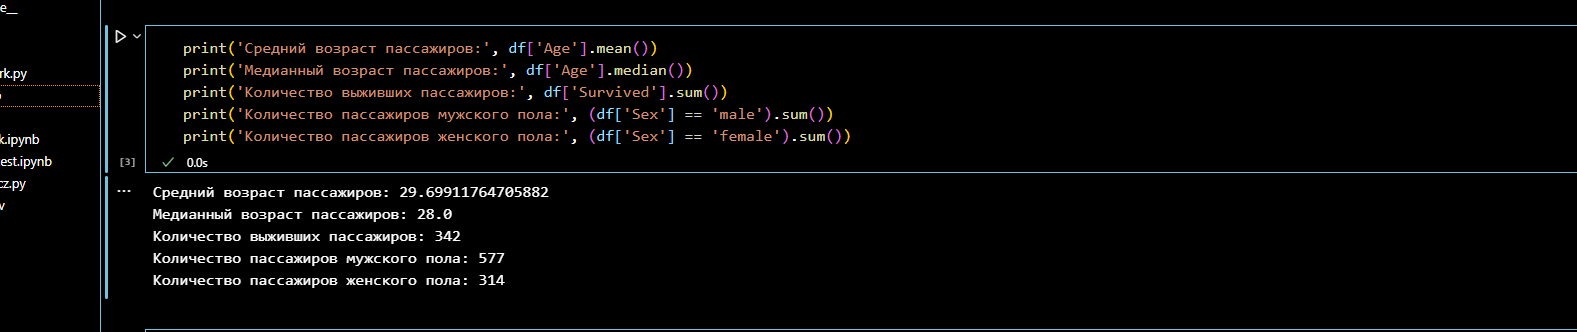 e__
rk.py
k.ipynb
est.ipynb
cz.py
v
print('Средний возраст пассажиров:', df['Age'].mean())
print('Медианный возраст пассажиров:', df['Age'].median())
print('Количество выживших пассажиров:', df['Survived'].sum())
print('Количество пассажиров мужского пола:', (df['Sex'] == 'male').sum())
print('Количество пассажиров женского пола:', (df['Sex'] == 'female').sum())
[3] 0.0s
Средний возраст пассажиров: 29.69911764705882
Медианный возраст пассажиров: 28.0
Количество выживших пассажиров: 342
Количество пассажиров мужского пола: 577
Количество пассажиров женского пола: 314